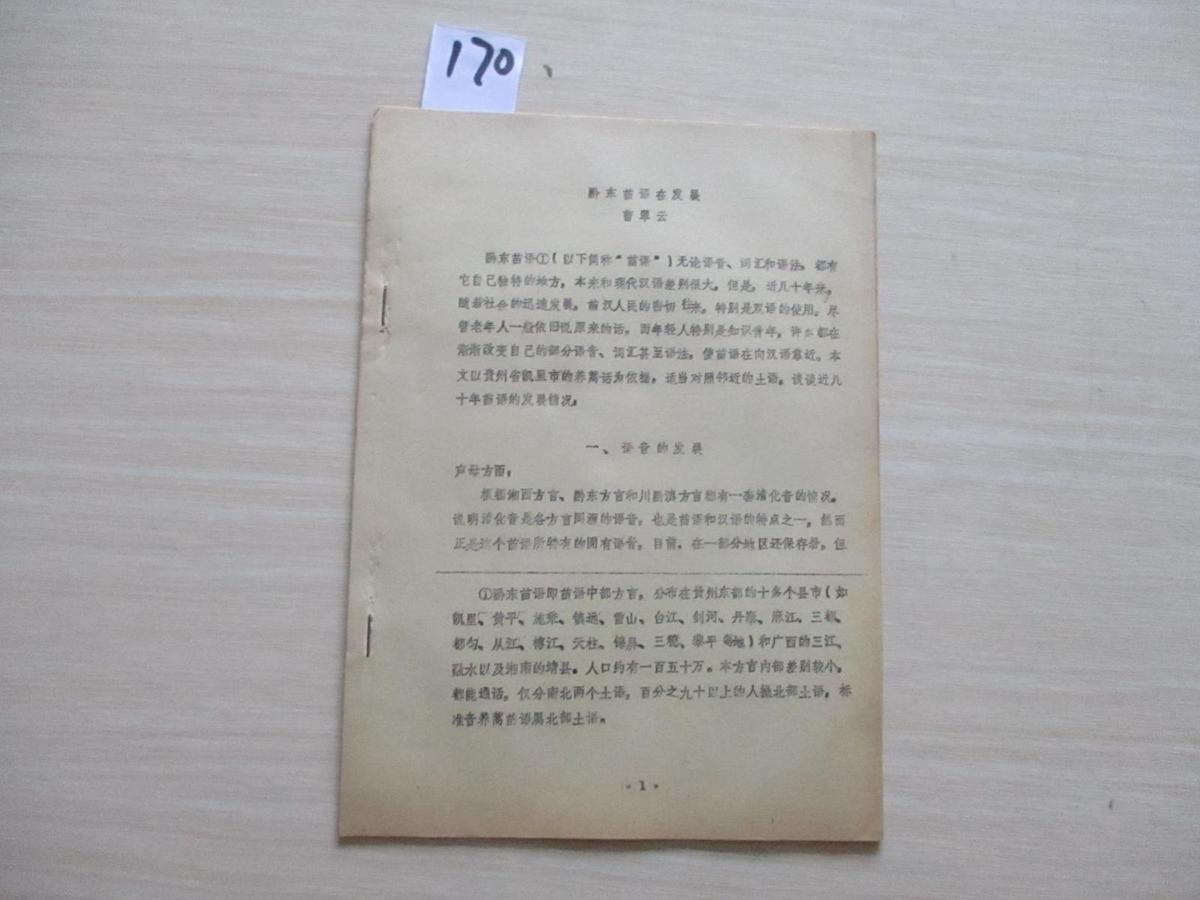 170
黔东苗语在发展
曹翠云
黔东苗语①(以下简称“苗语”)无论语音、词汇和语法,都有
它自己独特的地方,本来和现代汉语差别很大。但是,近几十年来,
随着社会的迅速发展,苗汉人民的密切往来,特别是双语的使用。尽
管老年人一般依旧说原来的话,而年轻人特别是知识青年,许多都在
渐渐改变自己的部分语音、词汇甚至语法,使苗语在向汉语靠近。本
文以贵州省凯里市的养蒿话为依据,适当对照邻近的土语,谈谈近几
十年苗语的发展情况。
一、语音的发展
声母方面:
根据湘西方言、黔东方言和川黔滇方言都有一套清化音的情况,
说明清化音是各方言同源的语音,也是苗语和汉语的特点之一,
正是这个苗语所特有的固有语音,目前,在一部分地区还保存着,但
①黔东苗语即苗语中部方言,分布在贵州东部的十多个县市(如
凯里、黄平、施秉、镇远、雷山、台江、剑河、丹寨、麻江、三都、
都匀、从江、榕江、天柱、锦屏、三穗、黎平等地)和广西的三江、
融水以及湘南的靖县。人口约有一百五十万。本方言内部差别较小,
都能通话,仅分南北两个土语,百分之九十以上的人操北部土语,标
准音养蒿苗语属北部土语。
·1·